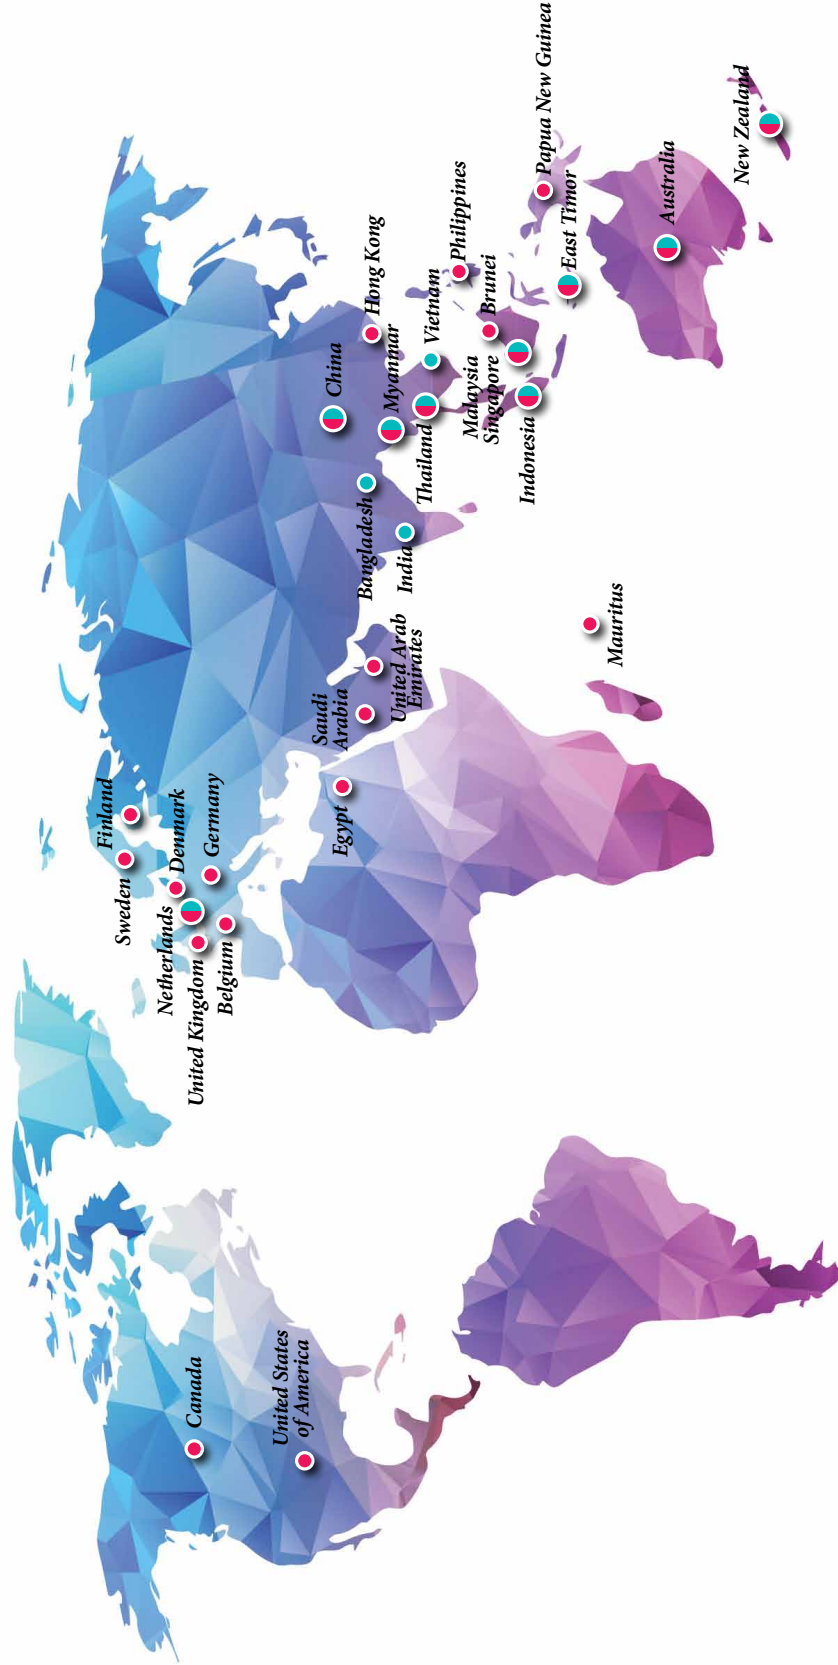 Canada
United States
of America
Finland
Sweden
Denmark
Netherlands
Germany
United Kingdom
Belgium
Egypt
Saudi
Arabia
United Arab
Emirates
Mauritus
China
Hong Kong
Myanmar
Bangladesh
India
Thailand
Vietnam
Philippines
Malaysia
Singapore
Brunei
Indonesia
Papua New Guinea
East Timor
Australia
New Zealand